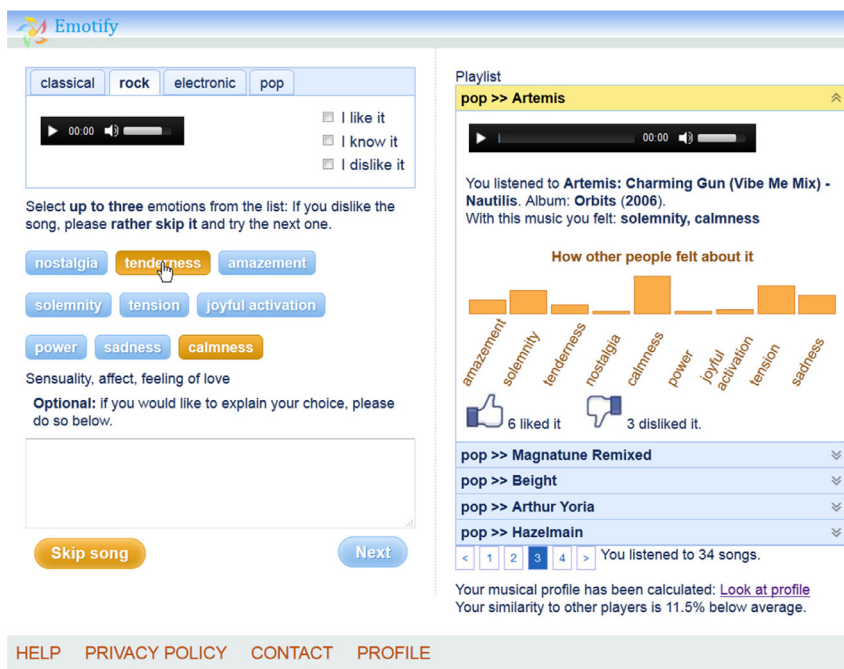 Emotify
classical rock electronic pop
00:00
I like it
I know it
I dislike it
Select up to three emotions from the list: If you dislike the
song, please rather skip it and try the next one.
nostalgia tenderness amazement
solemnity tension joyful activation
power sadness calmness
Sensuality, affect, feeling of love
Optional: if you would like to explain your choice, please
do so below.
Skip song Next
Playlist
pop >> Artemis
00:00
You listened to Artemis: Charming Gun (Vibe Me Mix) -
Nautilis. Album: Orbits (2006).
With this music you felt: solemnity, calmness
How other people felt about it
amazement
solemnity
tenderness
nostalgia
calmness
power
joyful
activation
tension
sadness
6 liked it 3 disliked it.
pop >> Magnatune Remixed
pop >> Beight
pop >> Arthur Yoria
pop >> Hazelmain
< 1 2 3 4 > You listened to 34 songs.
Your musical profile has been calculated: Look at profile
Your similarity to other players is 11.5% below average.
HELP PRIVACY POLICY CONTACT PROFILE